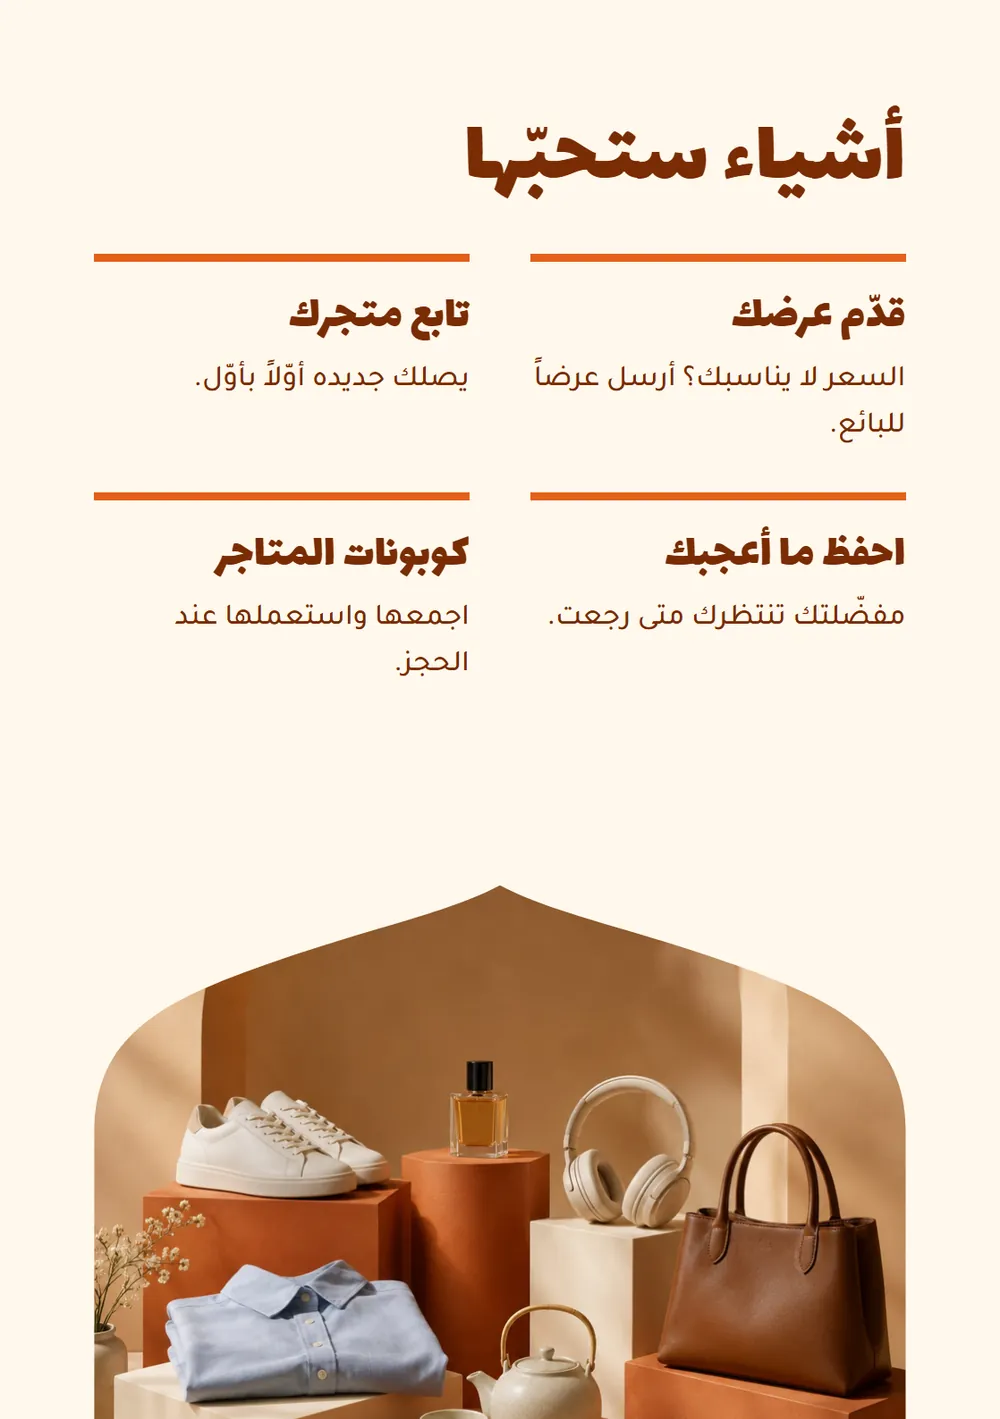 أشياء ستحبّها
قدّم عرضك
السعر لا يناسبك؟ أرسل عرضاً
للبائع.
تابع متجرك
يصلك جديده أوّلاً بأوّل.
احفظ ما أعجبك
مفضّلتك تنتظرك متى رجعت.
كوبونات المتاجر
اجمعها واستعملها عند
الحجز.